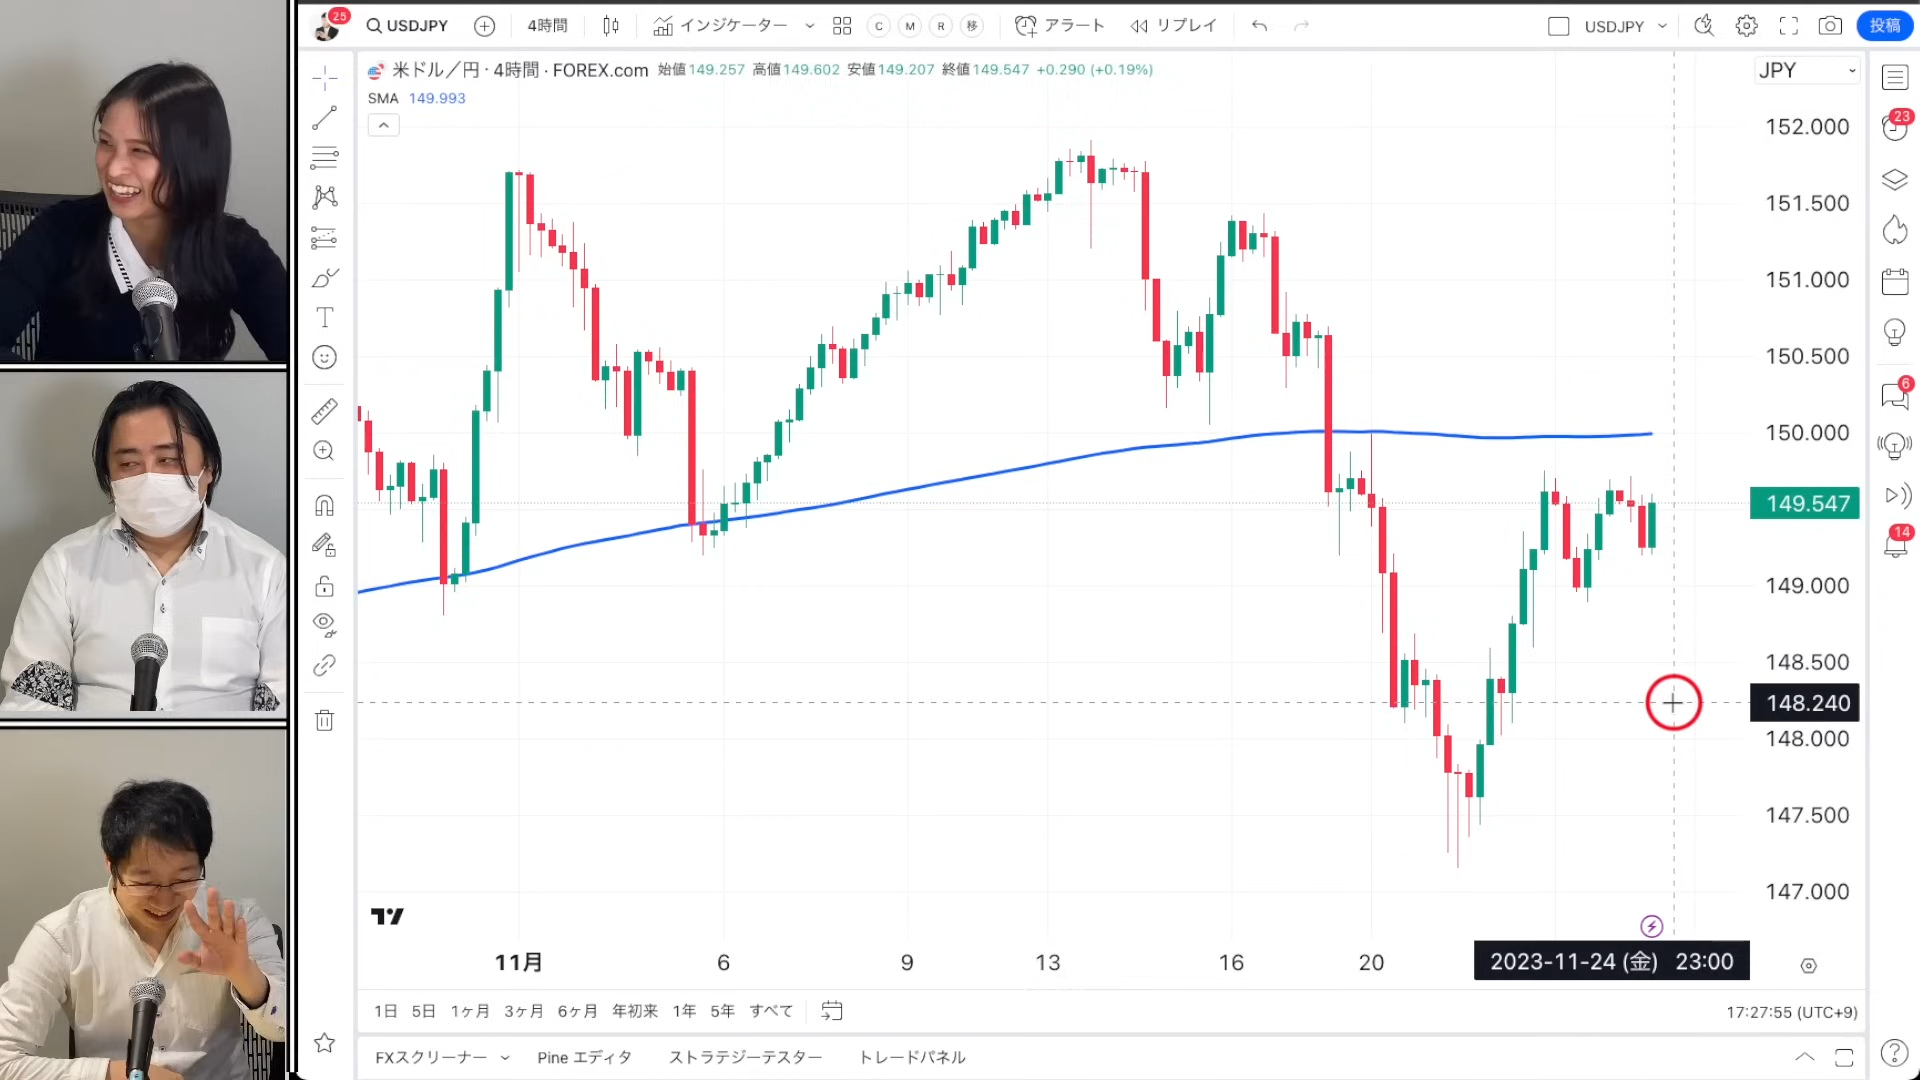 25
USDJPY
4時間
インジケーター
C
M
R
移
アラート
リプレイ
USDJPY
投稿
米ドル／円 · 4時間 · FOREX.com 始値149.257 高値149.602 安値149.207 終値149.547 +0.290 (+0.19%)
JPY
SMA 149.993
23
152.000
151.500
151.000
150.500
6
150.000
149.547
14
149.000
148.500
148.240
148.000
147.500
147.000
11月
6
9
13
16
20
2023-11-24 (金) 23:00
1日 5日 1ヶ月 3ヶ月 6ヶ月 年初来 1年 5年 すべて
17:27:55 (UTC+9)
FXスクリーナー
Pine エディタ
ストラテジーテスター
トレードパネル